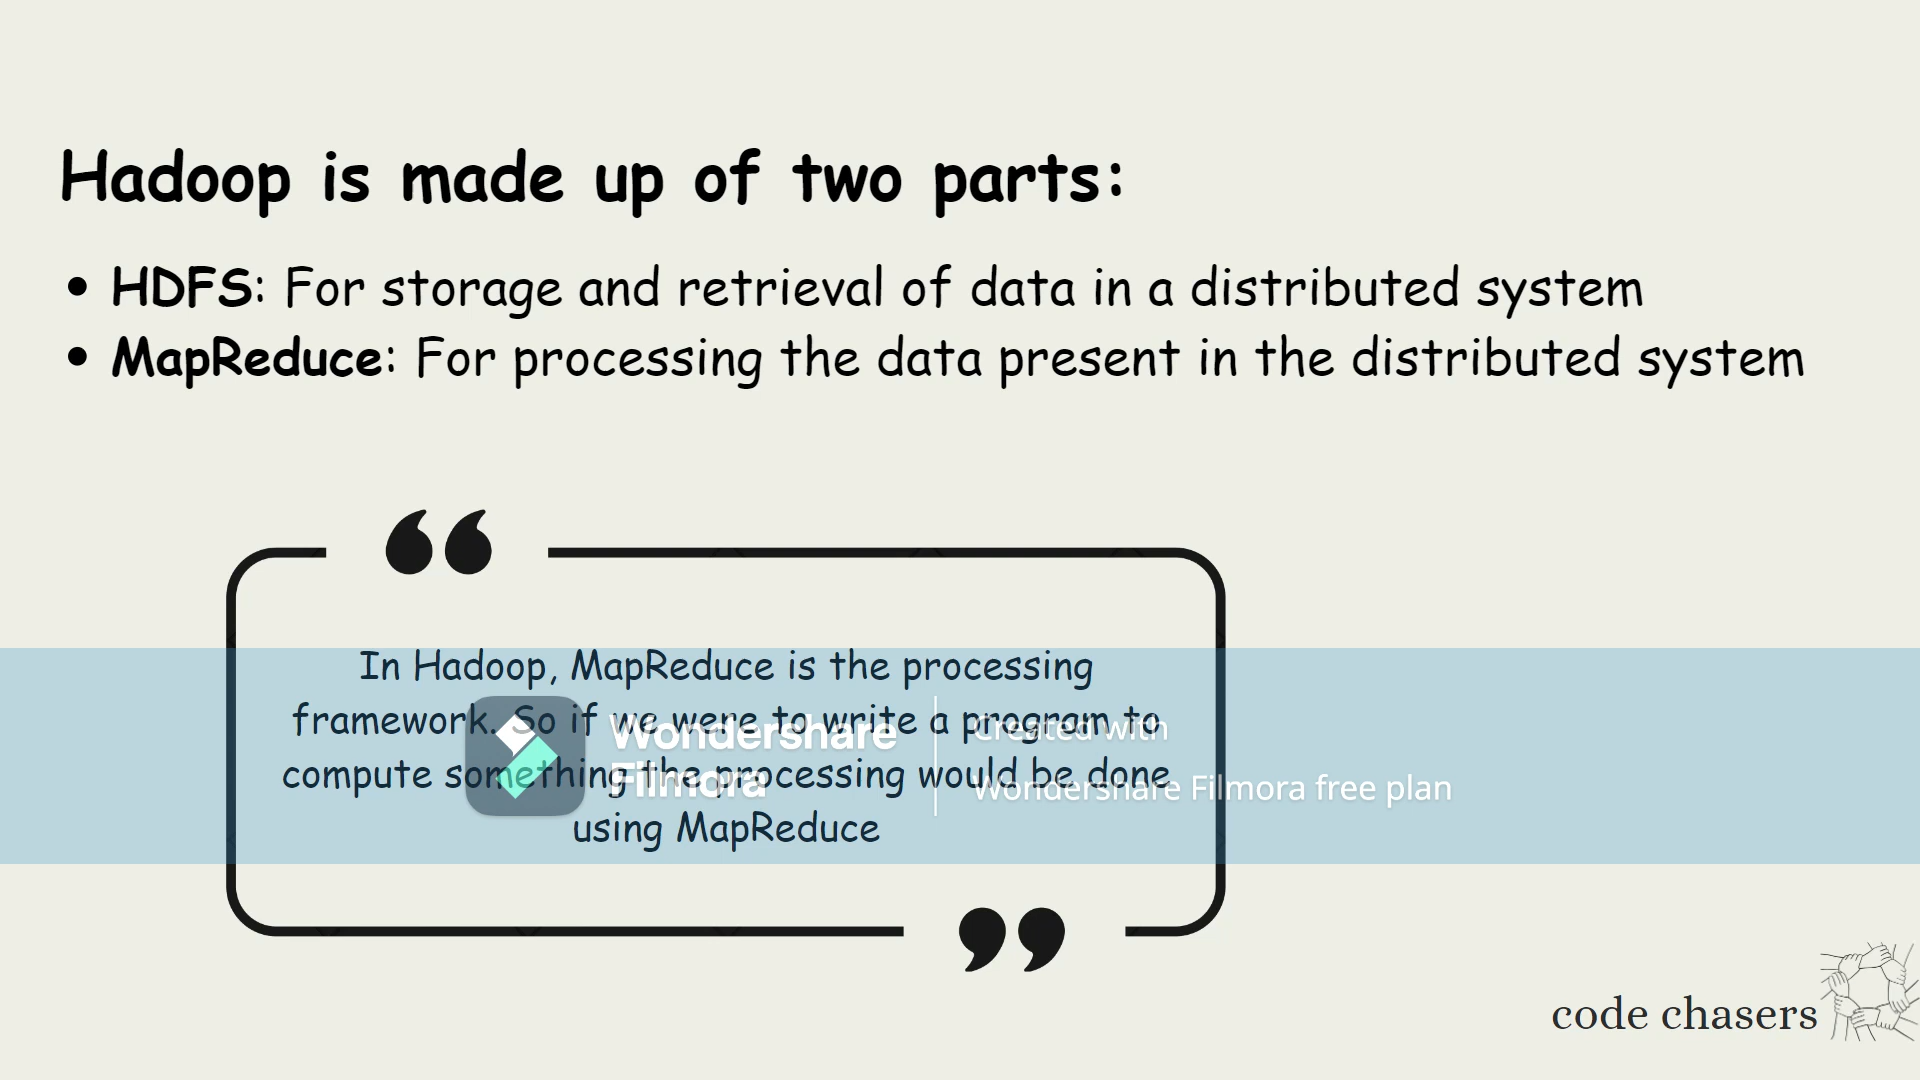 Hadoop is made up of two parts:
• HDFS: For storage and retrieval of data in a distributed system
• MapReduce: For processing the data present in the distributed system
“
In Hadoop, MapReduce is the processing
framework. So if we were to write a program to
compute something the processing would be done
using MapReduce
”
Wondershare
Filmora
Created with
Wondershare Filmora free plan
code chasers